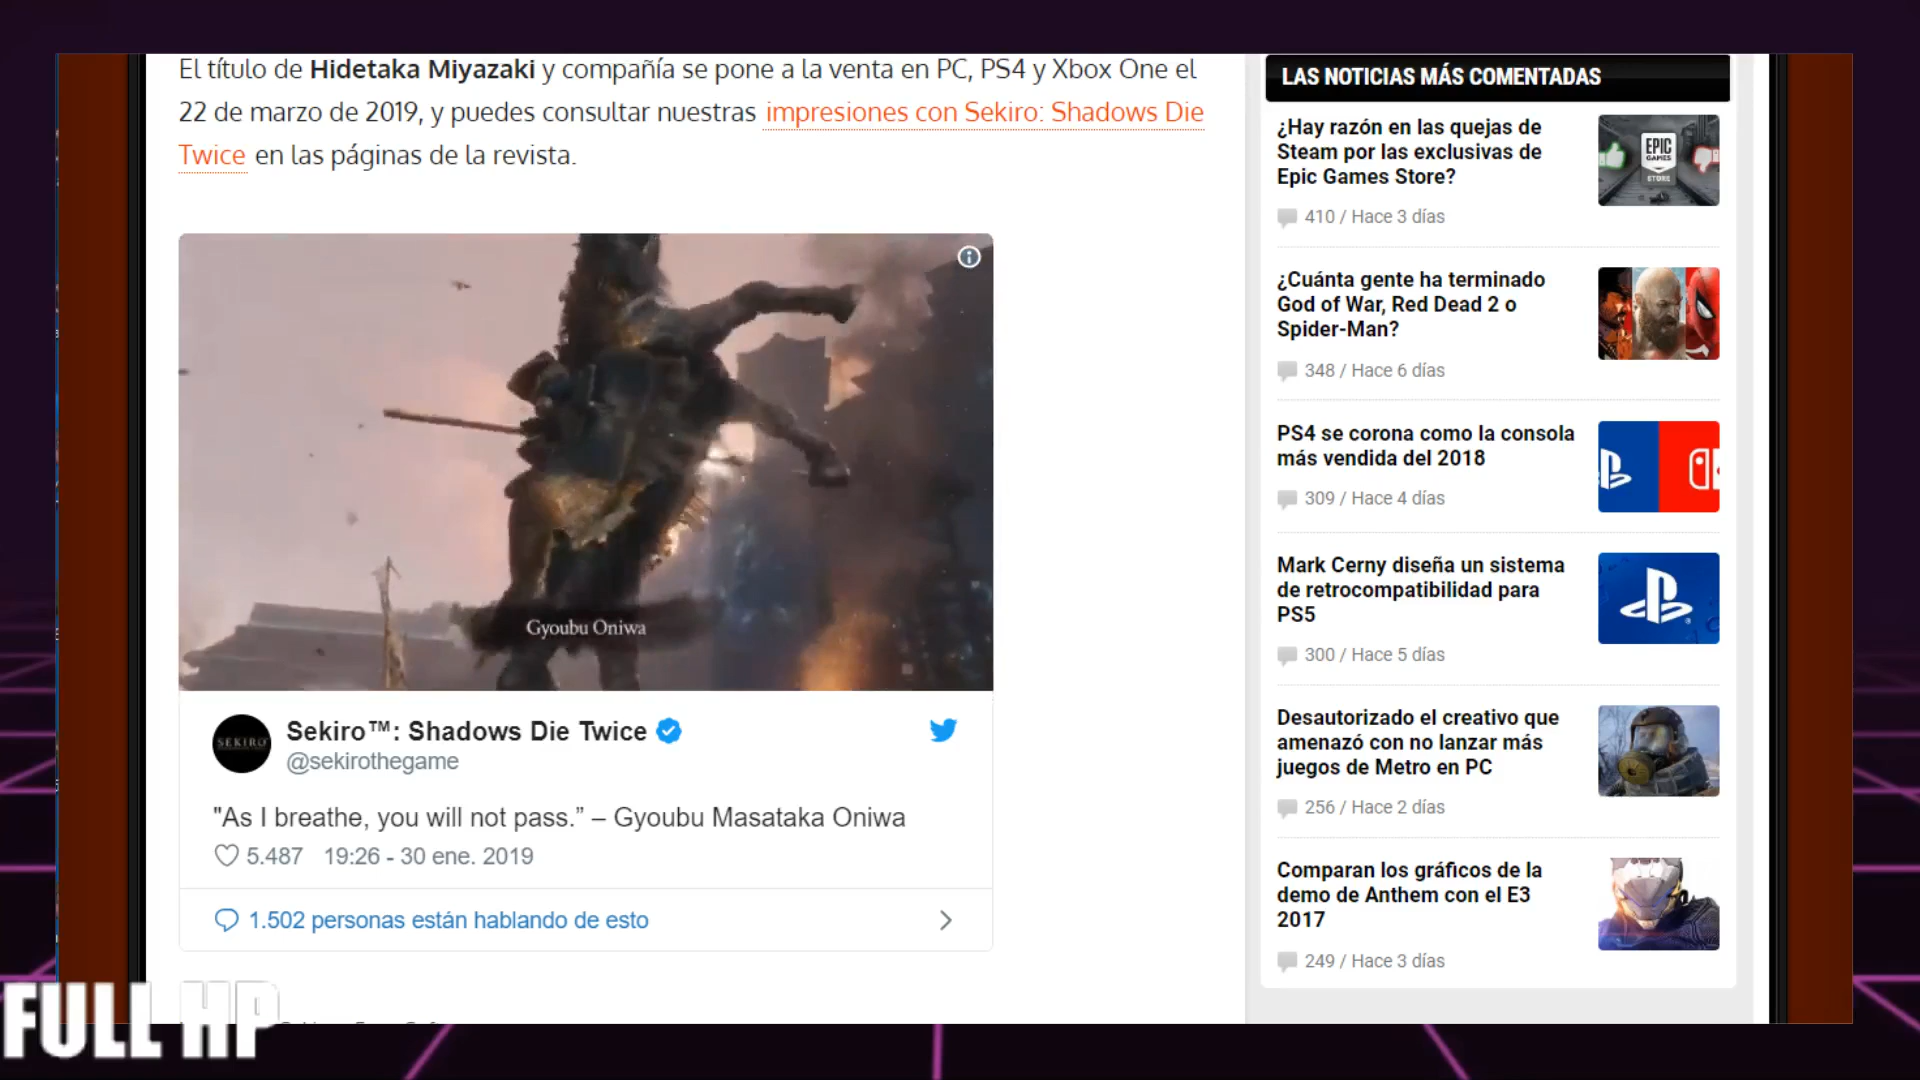 El título de Hidetaka Miyazaki y compañía se pone a la venta en PC, PS4 y Xbox One el
22 de marzo de 2019, y puedes consultar nuestras impresiones con Sekiro: Shadows Die
Twice en las páginas de la revista.
Gyoubu Oniwa
SEKIRO
Sekiro™: Shadows Die Twice
@sekirothegame
"As I breathe, you will not pass.” – Gyoubu Masataka Oniwa
5.487 19:26 - 30 ene. 2019
1.502 personas están hablando de esto
LAS NOTICIAS MÁS COMENTADAS
¿Hay razón en las quejas de
Steam por las exclusivas de
Epic Games Store?
410 / Hace 3 días
EPIC
GAMES
STORE
¿Cuánta gente ha terminado
God of War, Red Dead 2 o
Spider-Man?
348 / Hace 6 días
PS4 se corona como la consola
más vendida del 2018
309 / Hace 4 días
Mark Cerny diseña un sistema
de retrocompatibilidad para
PS5
300 / Hace 5 días
Desautorizado el creativo que
amenazó con no lanzar más
juegos de Metro en PC
256 / Hace 2 días
Comparan los gráficos de la
demo de Anthem con el E3
2017
249 / Hace 3 días
FULL HP